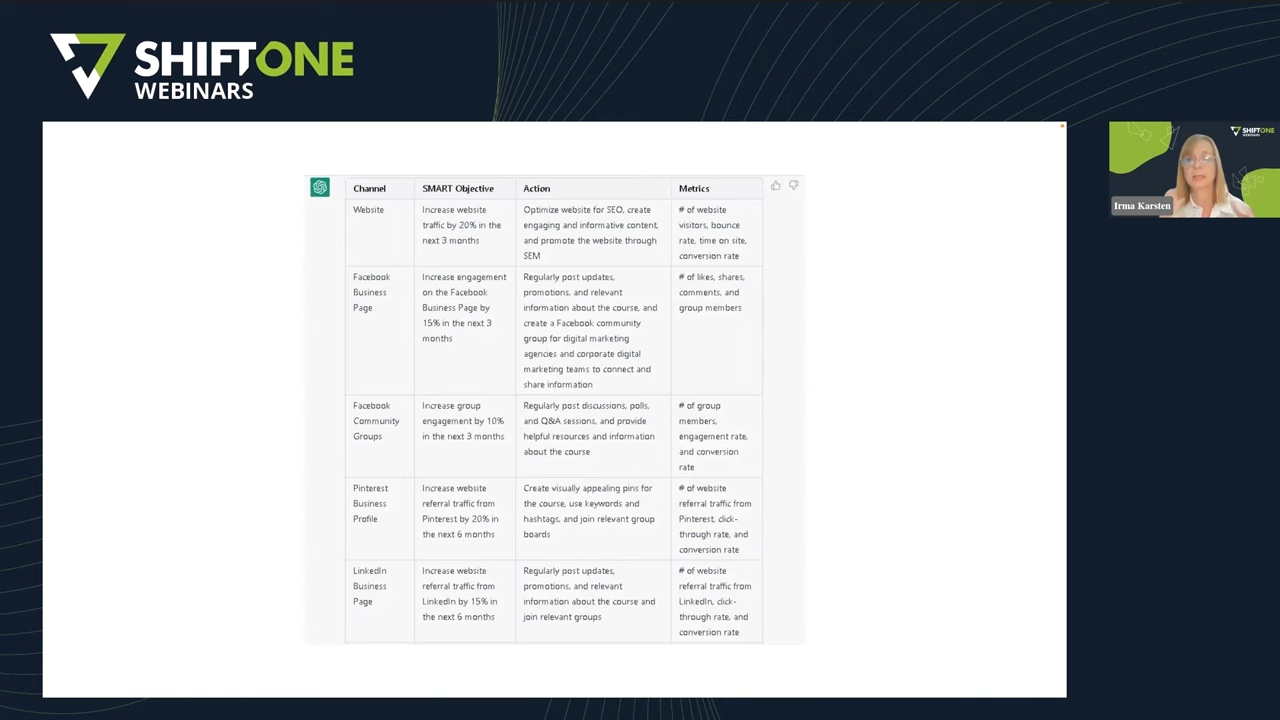 SHIFTONE
WEBINARS
SHIFTONE
WEBINARS
Irma Karsten
Channel SMART Objective Action Metrics
Website
Increase website
traffic by 20% in the
next 3 months
Optimize website for SEO, create
engaging and informative content,
and promote the website through
SEM
# of website
visitors, bounce
rate, time on site,
conversion rate
Facebook
Business
Page
Increase engagement
on the Facebook
Business Page by
15% in the next 3
months
Regularly post updates,
promotions, and relevant
information about the course, and
create a Facebook community
group for digital marketing
agencies and corporate digital
marketing teams to connect and
share information
# of likes, shares,
comments, and
group members
Facebook
Community
Groups
Increase group
engagement by 10%
in the next 3 months
Regularly post discussions, polls,
and Q&A sessions, and provide
helpful resources and information
about the course
# of group
members,
engagement rate,
and conversion
rate
Pinterest
Business
Profile
Increase website
referral traffic from
Pinterest by 20% in
the next 6 months
Create visually appealing pins for
the course, use keywords and
hashtags, and join relevant group
boards
# of website
referral traffic from
Pinterest, click-
through rate, and
conversion rate
LinkedIn
Business
Page
Increase website
referral traffic from
LinkedIn by 15% in
the next 6 months
Regularly post updates,
promotions, and relevant
information about the course and
join relevant groups
# of website
referral traffic from
LinkedIn, click-
through rate, and
conversion rate